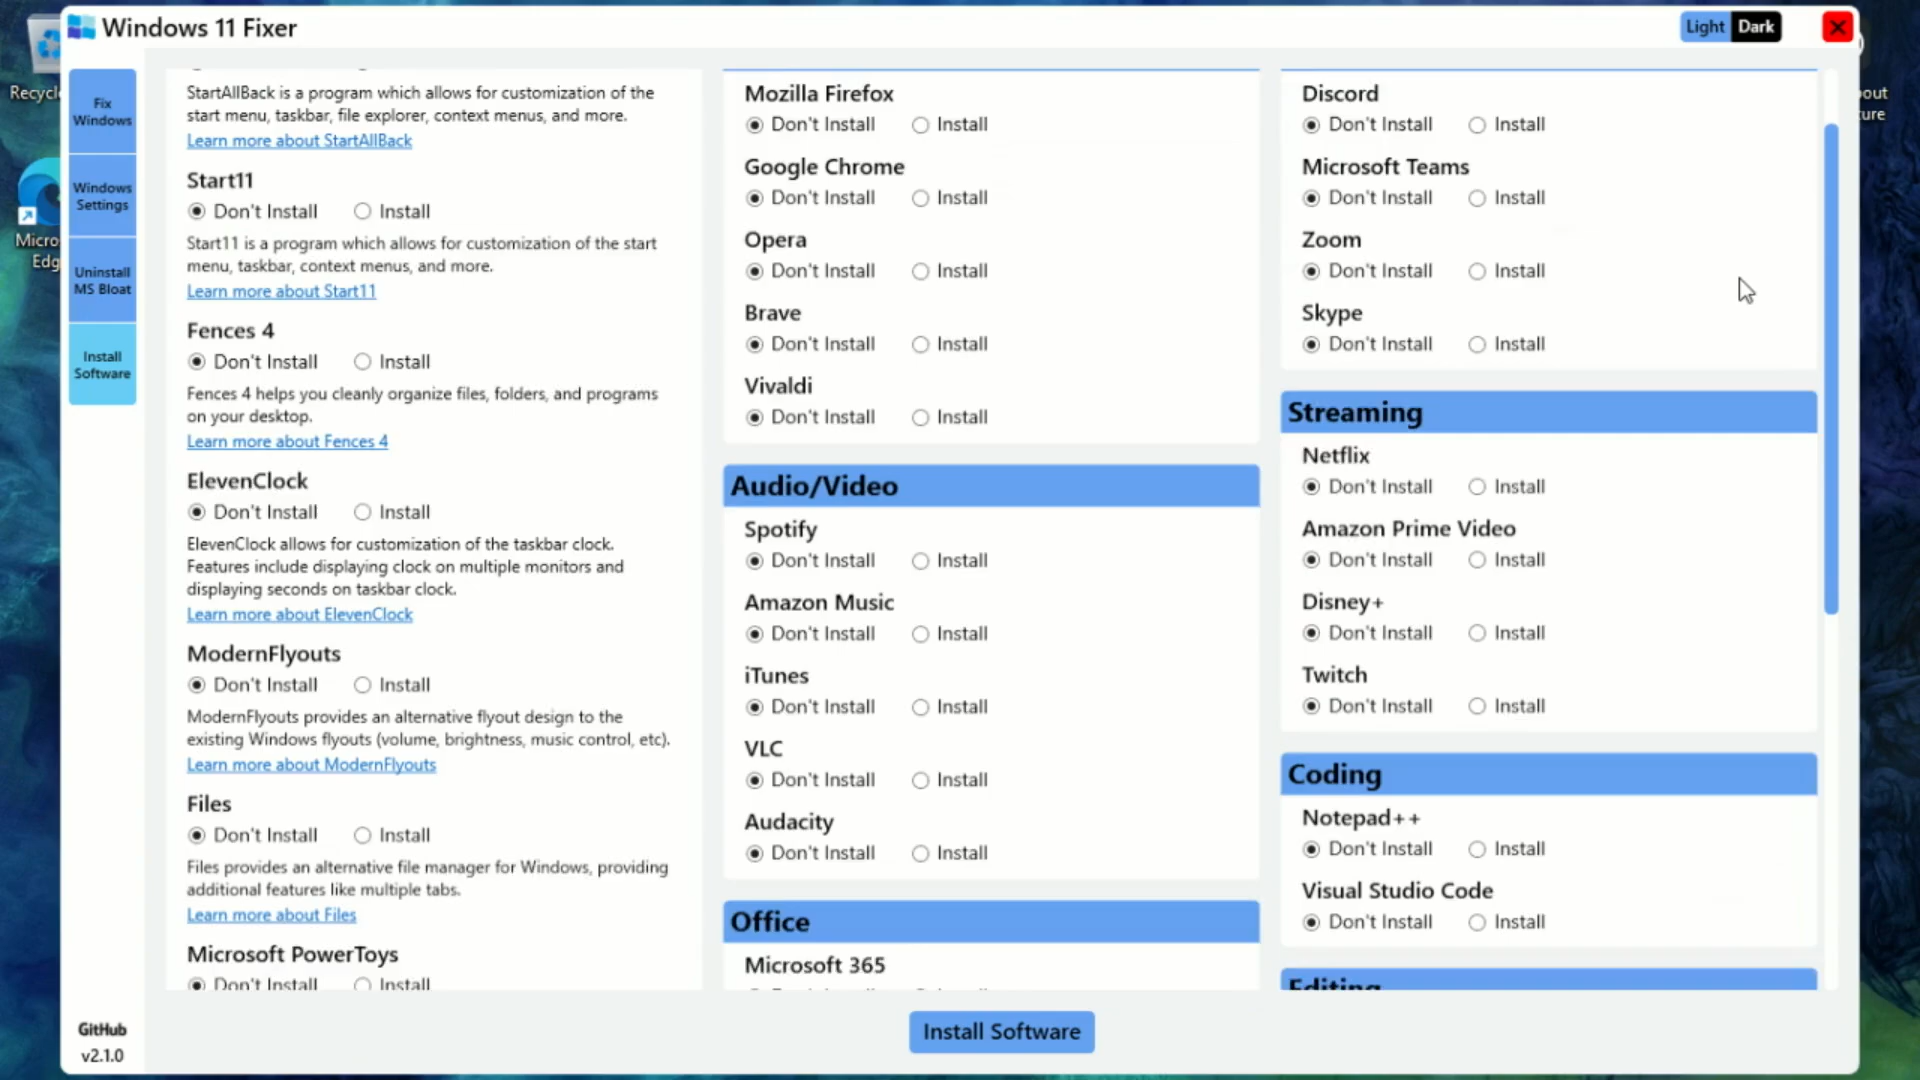 Windows 11 Fixer
Light
Dark
Fix
Windows
Windows
Settings
Uninstall
MS Bloat
Install
Software
GitHub
v2.1.0
StartAllBack is a program which allows for customization of the
start menu, taskbar, file explorer, context menus, and more.
Learn more about StartAllBack
Start11
Don't Install Install
Start11 is a program which allows for customization of the start
menu, taskbar, context menus, and more.
Learn more about Start11
Fences 4
Don't Install Install
Fences 4 helps you cleanly organize files, folders, and programs
on your desktop.
Learn more about Fences 4
ElevenClock
Don't Install Install
ElevenClock allows for customization of the taskbar clock.
Features include displaying clock on multiple monitors and
displaying seconds on taskbar clock.
Learn more about ElevenClock
ModernFlyouts
Don't Install Install
ModernFlyouts provides an alternative flyout design to the
existing Windows flyouts (volume, brightness, music control, etc).
Learn more about ModernFlyouts
Files
Don't Install Install
Files provides an alternative file manager for Windows, providing
additional features like multiple tabs.
Learn more about Files
Microsoft PowerToys
Don't Install Install
Mozilla Firefox
Don't Install Install
Google Chrome
Don't Install Install
Opera
Don't Install Install
Brave
Don't Install Install
Vivaldi
Don't Install Install
Audio/Video
Spotify
Don't Install Install
Amazon Music
Don't Install Install
iTunes
Don't Install Install
VLC
Don't Install Install
Audacity
Don't Install Install
Office
Microsoft 365
Discord
Don't Install Install
Microsoft Teams
Don't Install Install
Zoom
Don't Install Install
Skype
Don't Install Install
Streaming
Netflix
Don't Install Install
Amazon Prime Video
Don't Install Install
Disney+
Don't Install Install
Twitch
Don't Install Install
Coding
Notepad++
Don't Install Install
Visual Studio Code
Don't Install Install
Editing
Install Software
Recycl
Micro
Edg
out
ure